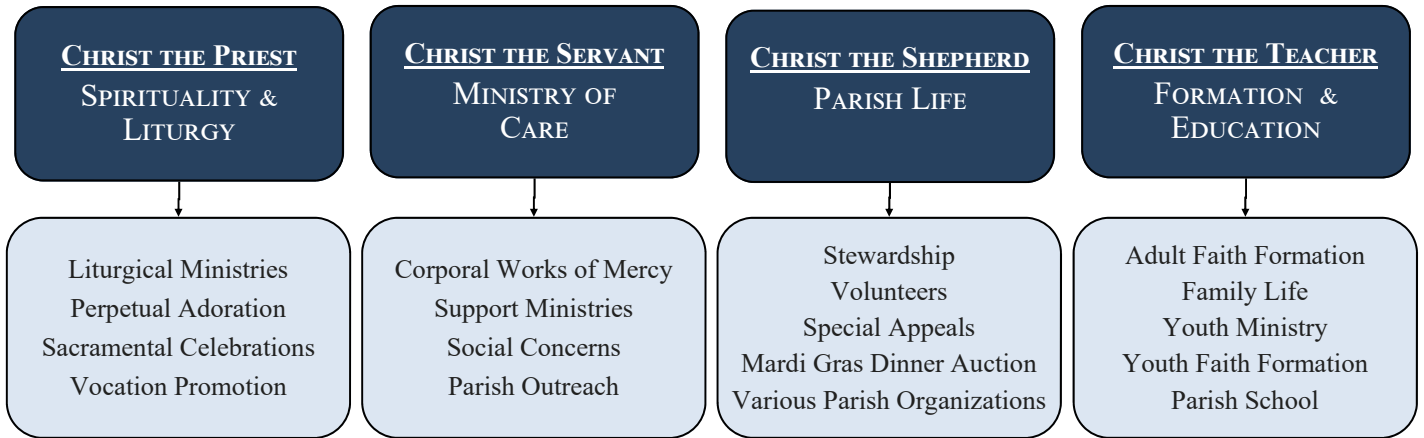 CHRIST THE PRIEST
SPIRITUALITY &
LITURGY
Liturgical Ministries
Perpetual Adoration
Sacramental Celebrations
Vocation Promotion
CHRIST THE SERVANT
MINISTRY OF
CARE
Corporal Works of Mercy
Support Ministries
Social Concerns
Parish Outreach
CHRIST THE SHEPHERD
PARISH LIFE
Stewardship
Volunteers
Special Appeals
Mardi Gras Dinner Auction
Various Parish Organizations
CHRIST THE TEACHER
FORMATION &
EDUCATION
Adult Faith Formation
Family Life
Youth Ministry
Youth Faith Formation
Parish School